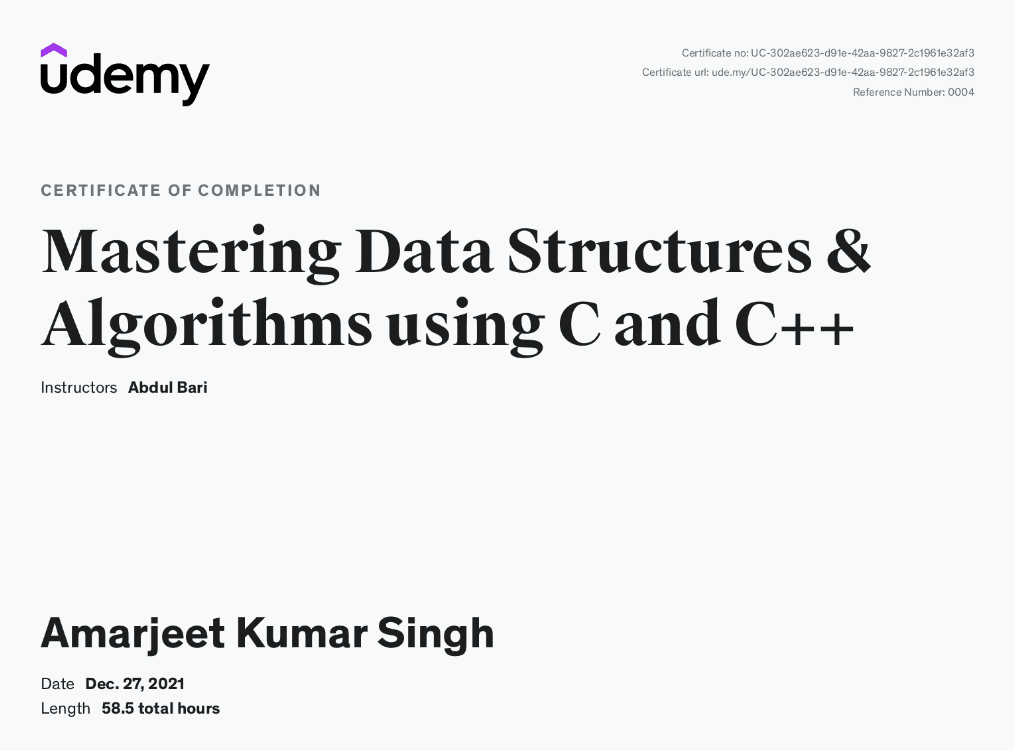 udemy
Certificate no: UC-302ae623-d91e-42aa-9827-2c1961e32af3
Certificate url: ude.my/UC-302ae623-d91e-42aa-9827-2c1961e32af3
Reference Number: 0004
CERTIFICATE OF COMPLETION
Mastering Data Structures &
Algorithms using C and C++
Instructors Abdul Bari
Amarjeet Kumar Singh
Date Dec. 27, 2021
Length 58.5 total hours